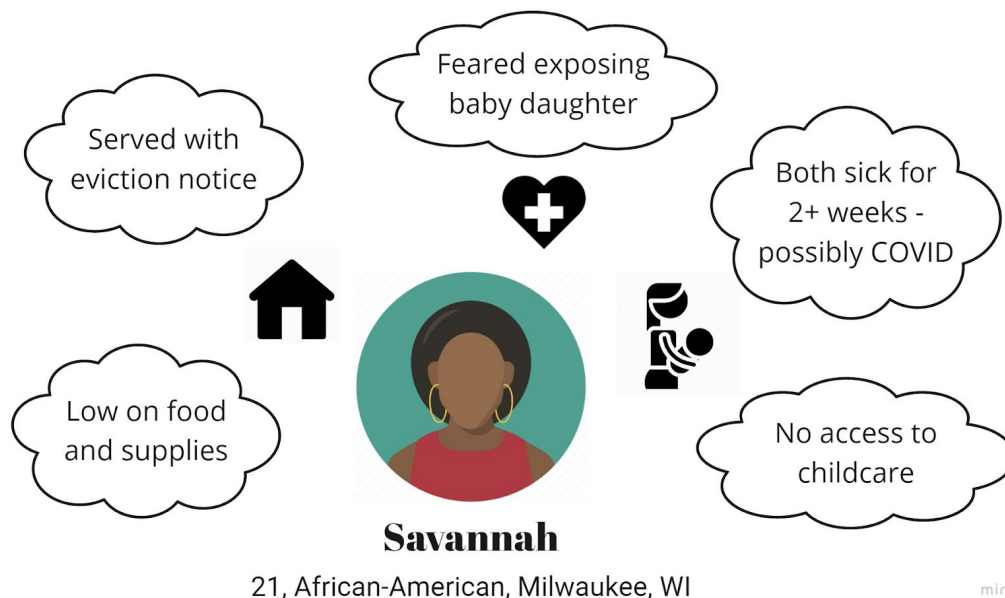 Feared exposing
baby daughter
Served with
eviction notice
Both sick for
2+ weeks -
possibly COVID
Low on food
and supplies
No access to
childcare
Savannah
21, African-American, Milwaukee, WI